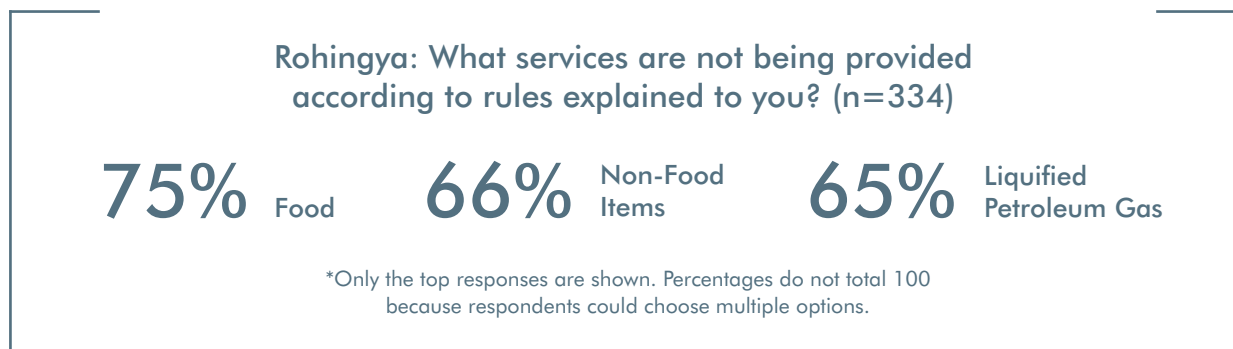 Rohingya: What services are not being provided
according to rules explained to you? (n=334)
75% Food
66% Non-Food
Items
65% Liquified
Petroleum Gas
*Only the top responses are shown. Percentages do not total 100
because respondents could choose multiple options.